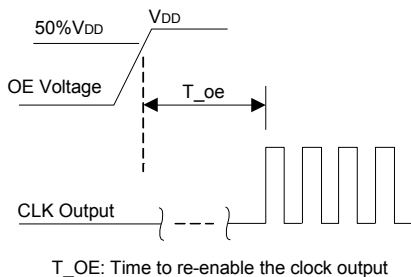 VDD
50%VDD
OE Voltage
T_oe
CLK Output
T_OE: Time to re-enable the clock output